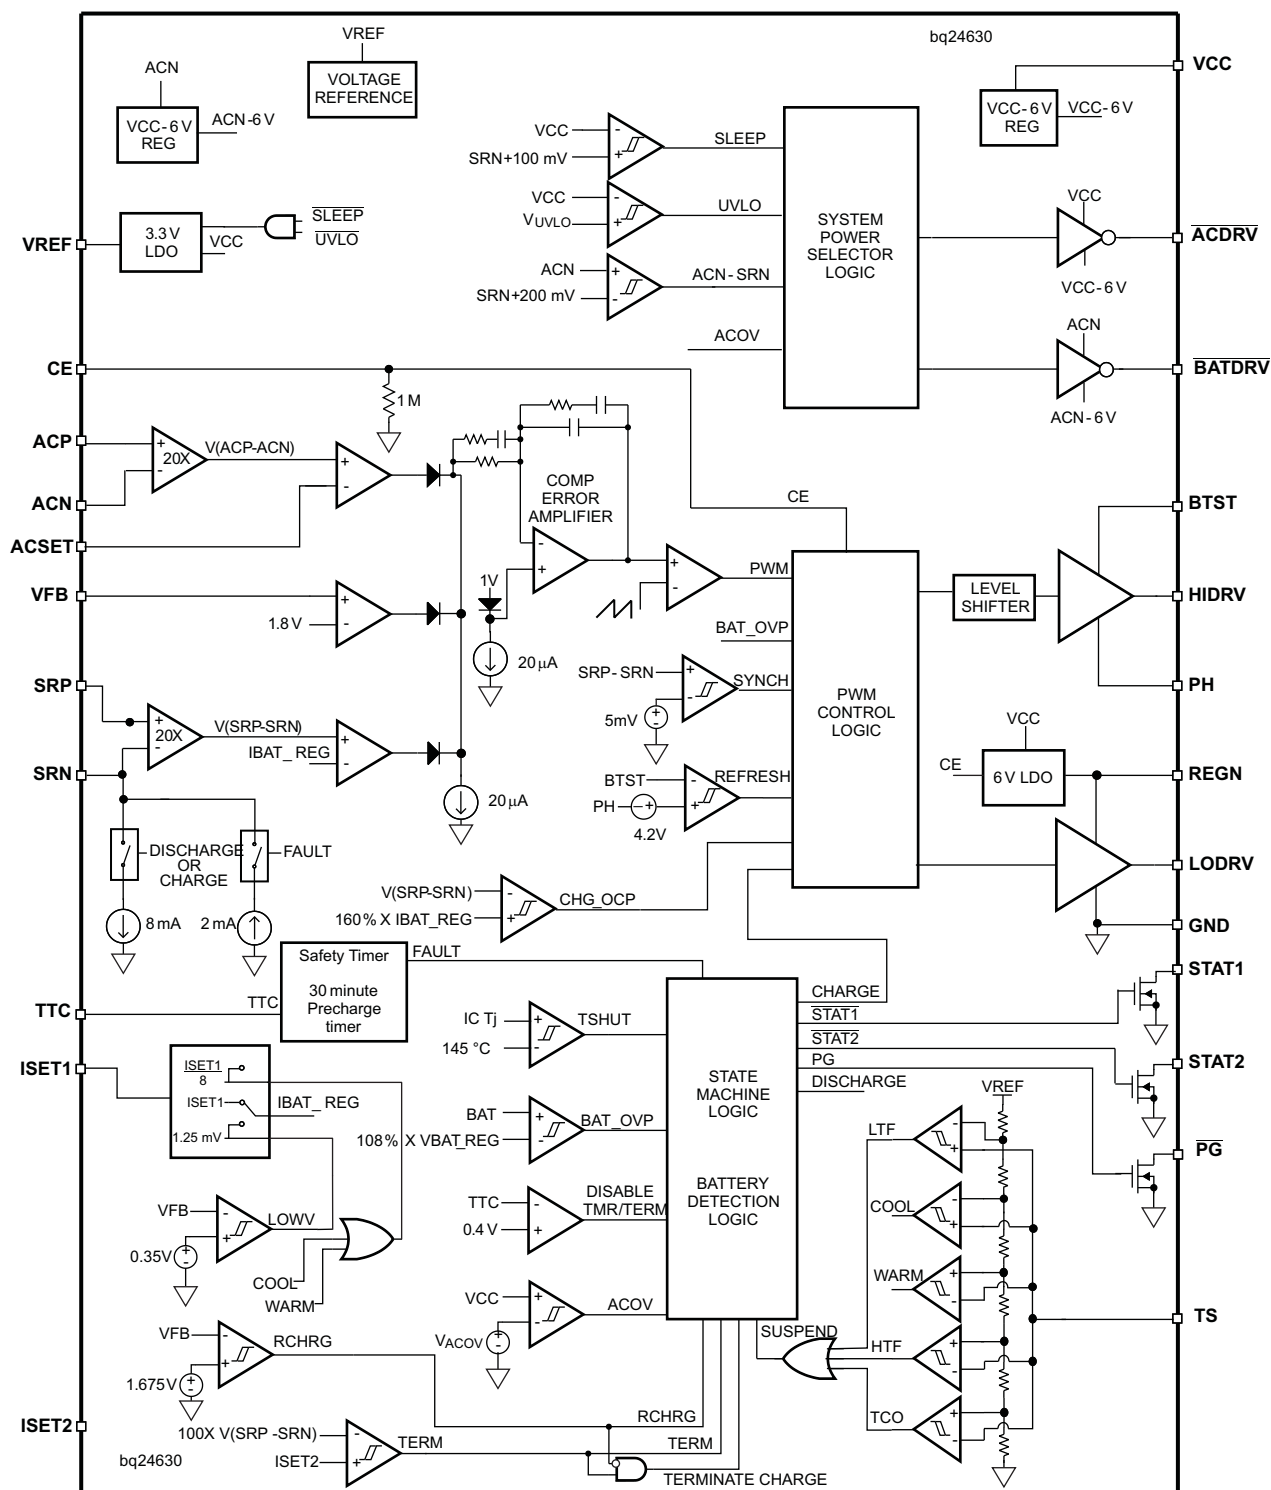 bq24630
VREF
VCC
ACN
VOLTAGE
REFERENCE
VCC-6 V
REG
ACN-6 V
VCC-6 V
REG
VCC-6 V
VCC
SRN+100 mV
SLEEP
VCC
VUVLO
UVLO
SYSTEM
POWER
SELECTOR
LOGIC
VCC
ACDRV
VCC-6 V
SLEEP
UVLO
VREF
3.3 V
LDO
VCC
ACN
SRN+200 mV
ACN-SRN
ACOV
ACN
BATDRV
ACN-6 V
CE
1 M
ACP
20X
V(ACP-ACN)
ACN
ACSET
COMP
ERROR
AMPLIFIER
CE
BTST
VFB
1.8 V
1V
20 µA
PWM
LEVEL
SHIFTER
HIDRV
BAT_OVP
SRP-SRN
SYNCH
5mV
PWM
CONTROL
LOGIC
PH
SRP
20X
V(SRP-SRN)
IBAT_ REG
SRN
VCC
CE
6 V LDO
REGN
BTST
REFRESH
PH
4.2V
20 µA
DISCHARGE
OR
CHARGE
FAULT
LODRV
8 mA
2 mA
V(SRP-SRN)
160% X IBAT_REG
CHG_OCP
GND
Safety Timer
30 minute
Precharge
timer
FAULT
TTC
TTC
STAT1
CHARGE
STAT1
STAT2
PG
DISCHARGE
IC Tj
145 °C
TSHUT
STATE
MACHINE
LOGIC
BATTERY
DETECTION
LOGIC
STAT2
ISET1
ISET1
8
ISET1
1.25 mV
IBAT_ REG
BAT
108% X VBAT_REG
BAT_OVP
VREF
LTF
PG
VFB
0.35V
LOWV
TTC
0.4 V
DISABLE
TMR/TERM
COOL
COOL
WARM
WARM
VCC
VACOV
ACOV
TS
SUSPEND
HTF
VFB
1.675V
RCHRG
TCO
RCHRG
ISET2
100X V(SRP -SRN)
ISET2
TERM
TERM
TERMINATE CHARGE
bq24630